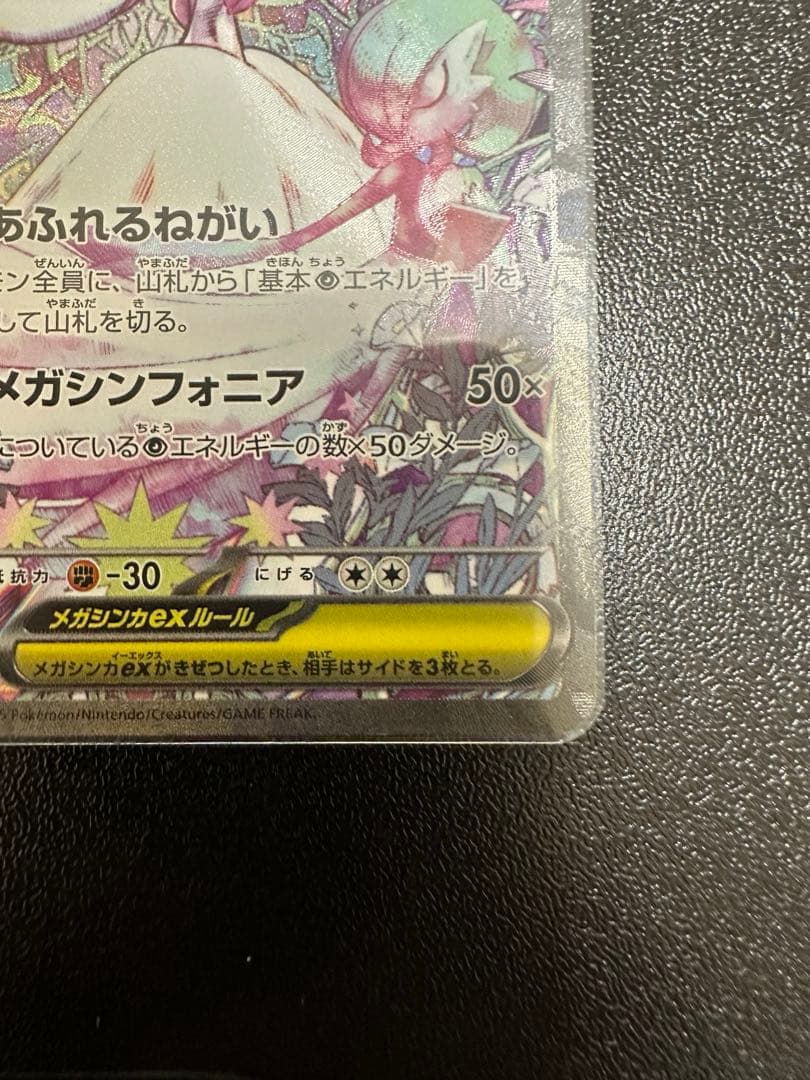 あふれるねがい
ぜんいん やまふだ きほん ちょう
モン全員に、山札から「基本エネルギー」を
やまふだ き
して山札を切る。
メガシンフォニア 50×
ちょう かず
についているエネルギーの数×50ダメージ。
抵抗力 -30 にげる
メガシンカexルール
イーエックス あいて まい
メガシンカexがきぜつしたとき、相手はサイドを3枚とる。
Pokémon/Nintendo/Creatures/GAME FREAK.